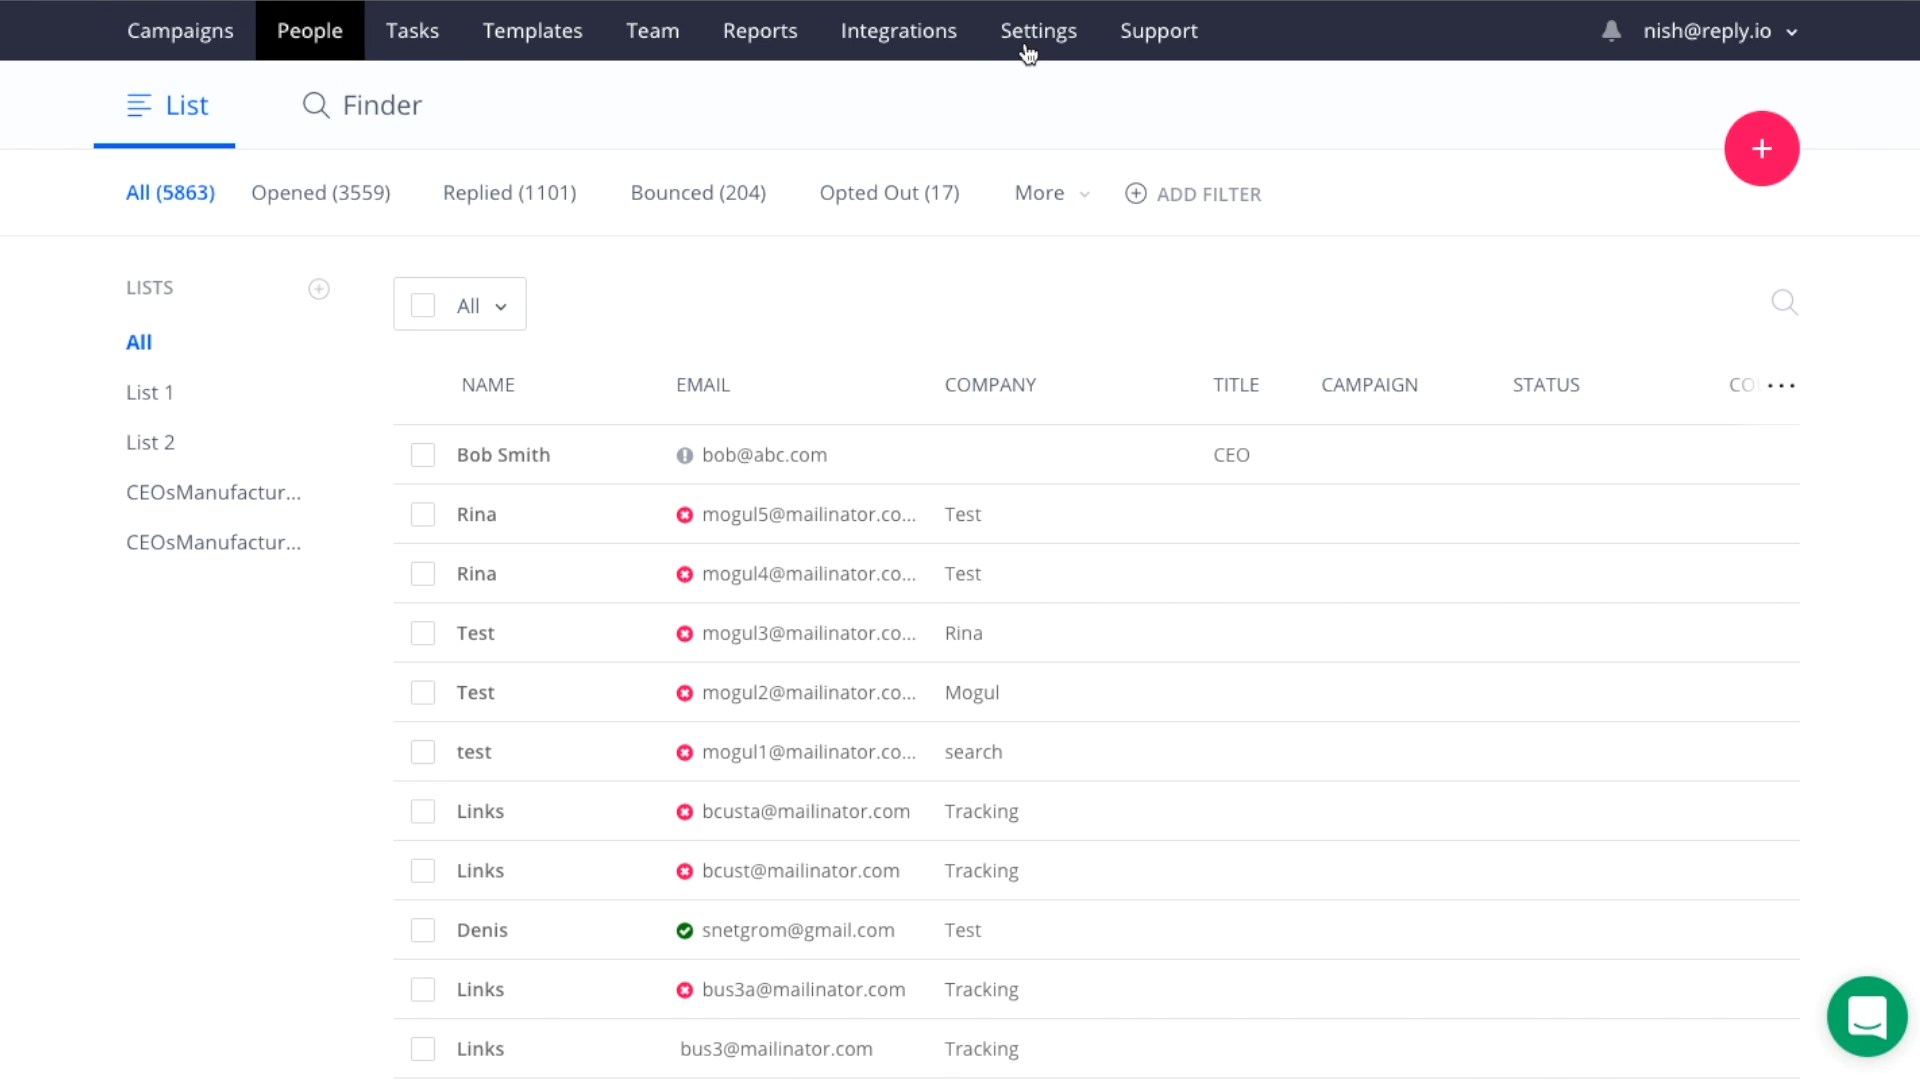 Campaigns People Tasks Templates Team Reports Integrations Settings Support nish@reply.io
List Finder
+
All (5863) Opened (3559) Replied (1101) Bounced (204) Opted Out (17) More ADD FILTER
LISTS
All
List 1
List 2
CEOsManufactur...
CEOsManufactur...
All
NAME EMAIL COMPANY TITLE CAMPAIGN STATUS CO
Bob Smith bob@abc.com CEO
Rina mogul5@mailinator.co... Test
Rina mogul4@mailinator.co... Test
Test mogul3@mailinator.co... Rina
Test mogul2@mailinator.co... Mogul
test mogul1@mailinator.co... search
Links bcusta@mailinator.com Tracking
Links bcust@mailinator.com Tracking
Denis snetgrom@gmail.com Test
Links bus3a@mailinator.com Tracking
Links bus3@mailinator.com Tracking